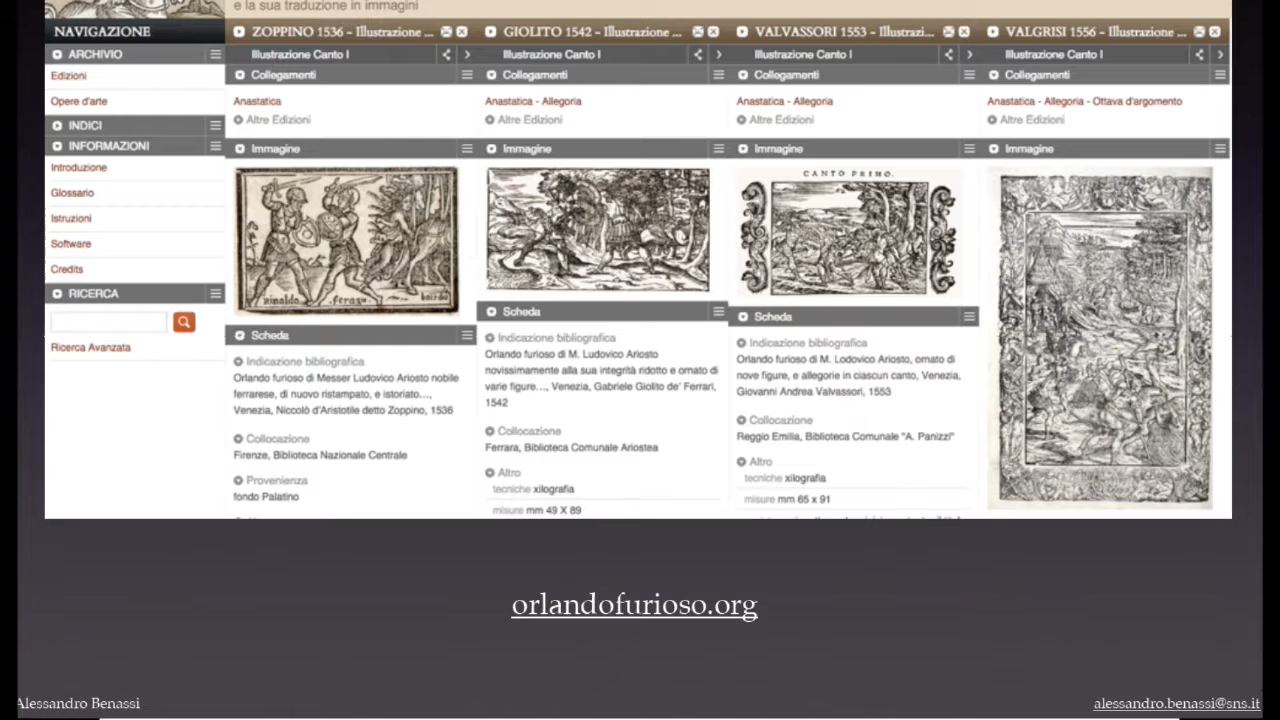 e la sua traduzione in immagini
NAVIGAZIONE
ARCHIVIO
Edizioni
Opere d'arte
INDICI
INFORMAZIONI
Introduzione
Glossario
Istruzioni
Software
Credits
RICERCA
Ricerca Avanzata
ZOPPINO 1536 - Illustrazione ...
Illustrazione Canto I
Collegamenti
Anastatica
Altre Edizioni
Immagine
rinaldo
.ferau.
Scheda
Indicazione bibliografica
Orlando furioso di Messer Ludovico Ariosto nobile
ferrarese, di nuovo ristampato, e istoriato...,
Venezia, Niccolò d'Aristotile detto Zoppino, 1536
Collocazione
Firenze, Biblioteca Nazionale Centrale
Provenienza
fondo Palatino
GIOLITO 1542 - Illustrazione ...
Illustrazione Canto I
Collegamenti
Anastatica - Allegoria
Altre Edizioni
Immagine
Scheda
Indicazione bibliografica
Orlando furioso di M. Ludovico Ariosto
novissimamente alla sua integrità ridotto e ornato di
varie figure..., Venezia, Gabriele Giolito de' Ferrari,
1542
Collocazione
Ferrara, Biblioteca Comunale Ariostea
Altro
tecniche xilografia
misure mm 49 X 89
VALVASSORI 1553 - Illustrazi...
Illustrazione Canto I
Collegamenti
Anastatica - Allegoria
Altre Edizioni
Immagine
CANTO PRIMO.
Scheda
Indicazione bibliografica
Orlando furioso di M. Lodovico Ariosto, ornato di
nove figure, e allegorie in ciascun canto, Venezia,
Giovanni Andrea Valvassori, 1553
Collocazione
Reggio Emilia, Biblioteca Comunale "A. Panizzi"
Altro
tecniche xilografia
misure mm 65 x 91
VALGRISI 1556 - Illustrazione ...
Illustrazione Canto I
Collegamenti
Anastatica - Allegoria - Ottava d'argomento
Altre Edizioni
Immagine
orlandofurioso.org
Alessandro Benassi
alessandro.benassi@sns.it